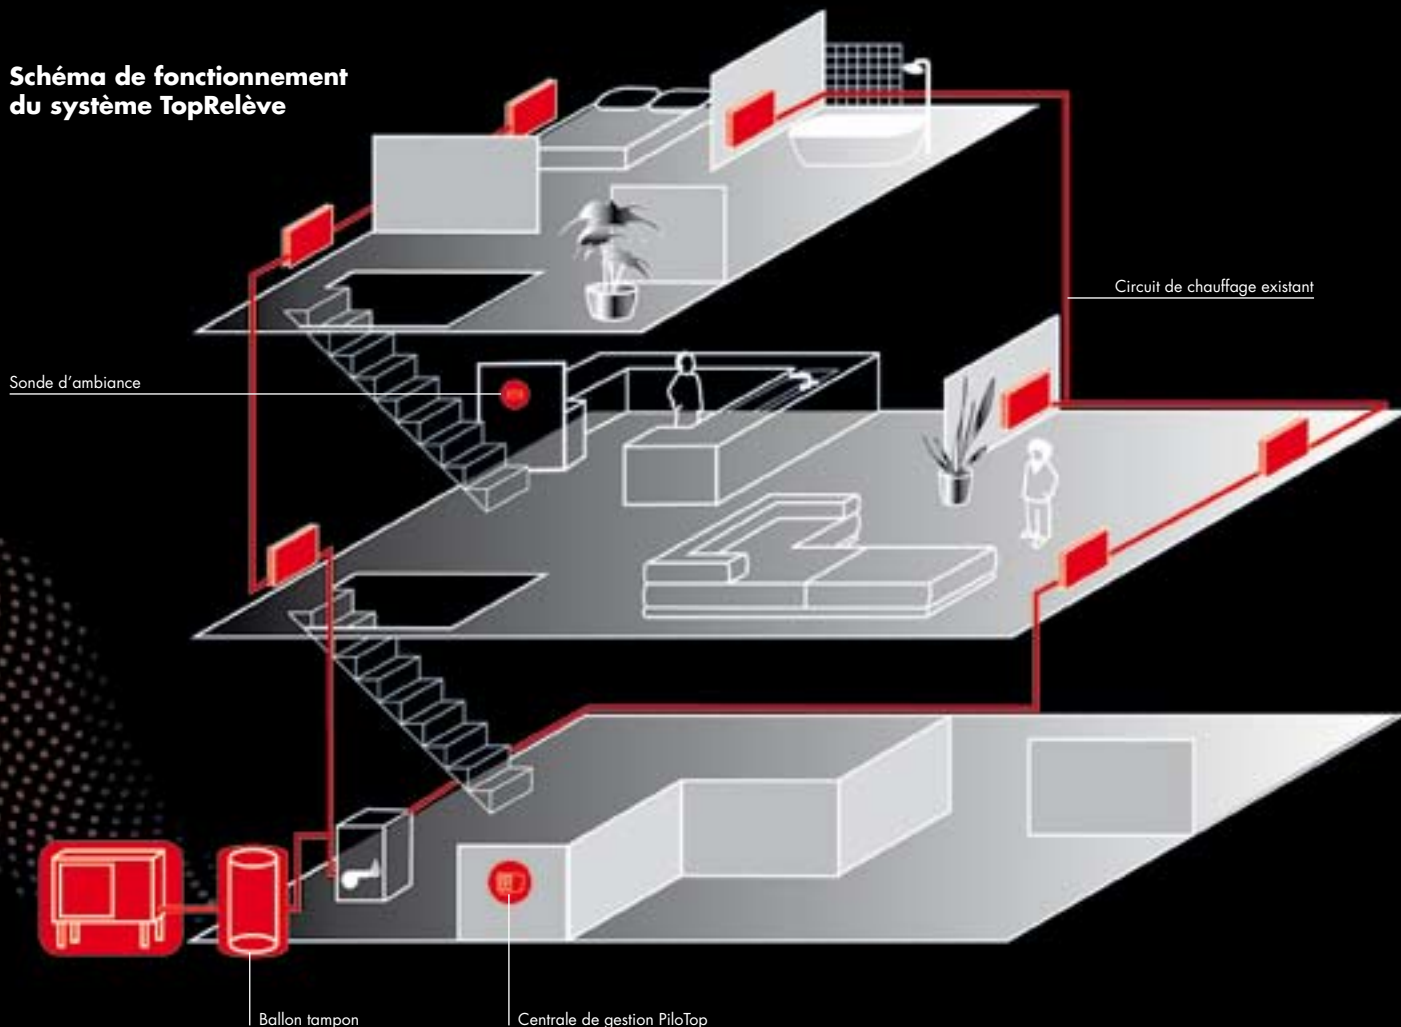 Schéma de fonctionnement
du système TopRelève
Circuit de chauffage existant
Sonde d'ambiance
Ballon tampon
Centrale de gestion PiloTop